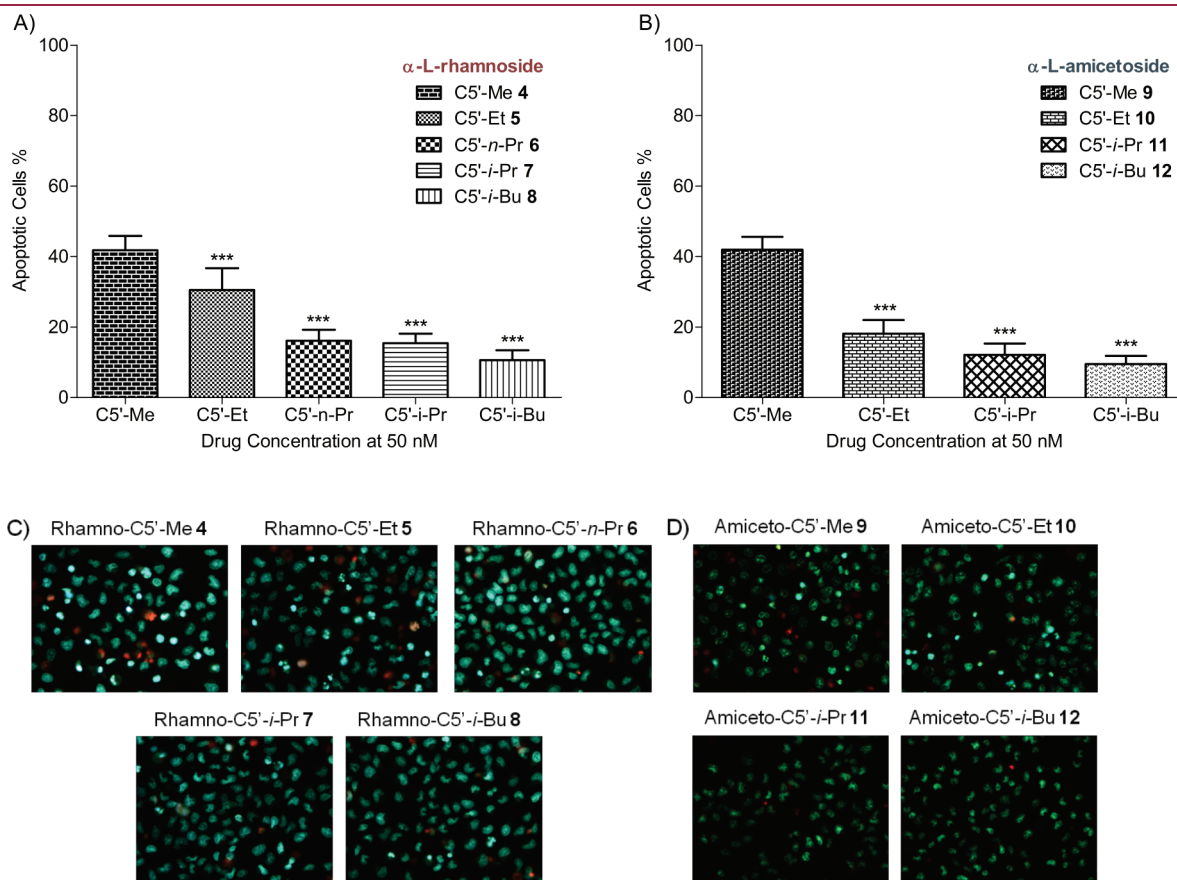 A)
100
80
60
40
20
0
Apoptotic Cells %
α-L-rhamnoside
C5'-Me 4
C5'-Et 5
C5'-n-Pr 6
C5'-i-Pr 7
C5'-i-Bu 8
***
***
***
***
C5'-Me C5'-Et C5'-n-Pr C5'-i-Pr C5'-i-Bu
Drug Concentration at 50 nM
B)
100
80
60
40
20
0
Apoptotic Cells %
α-L-amicetoside
C5'-Me 9
C5'-Et 10
C5'-i-Pr 11
C5'-i-Bu 12
***
***
***
C5'-Me C5'-Et C5'-i-Pr C5'-i-Bu
Drug Concentration at 50 nM
C)
Rhamno-C5’-Me 4
Rhamno-C5’-Et 5
Rhamno-C5’-n-Pr 6
Rhamno-C5’-i-Pr 7
Rhamno-C5’-i-Bu 8
D)
Amiceto-C5’-Me 9
Amiceto-C5’-Et 10
Amiceto-C5’-i-Pr 11
Amiceto-C5’-i-Bu 12